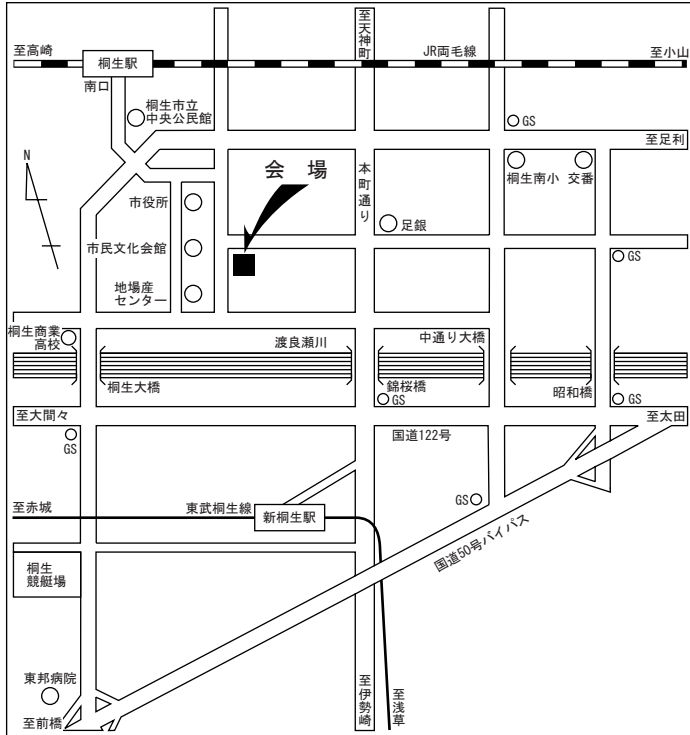 至高崎
桐生駅
至天神町
JR両毛線
至小山
南口
桐生市立
中央公民館
GS
至足利
N
会 場
本町通り
桐生南小
交番
市役所
足銀
市民文化会館
GS
地場産
センター
桐生商業
高校
渡良瀬川
中通り大橋
桐生大橋
錦桜橋
昭和橋
GS
GS
至大間々
至太田
GS
国道122号
GS
至赤城
東武桐生線
新桐生駅
国道50号バイパス
桐生
競艇場
東邦病院
至前橋
至伊勢崎
至浅草